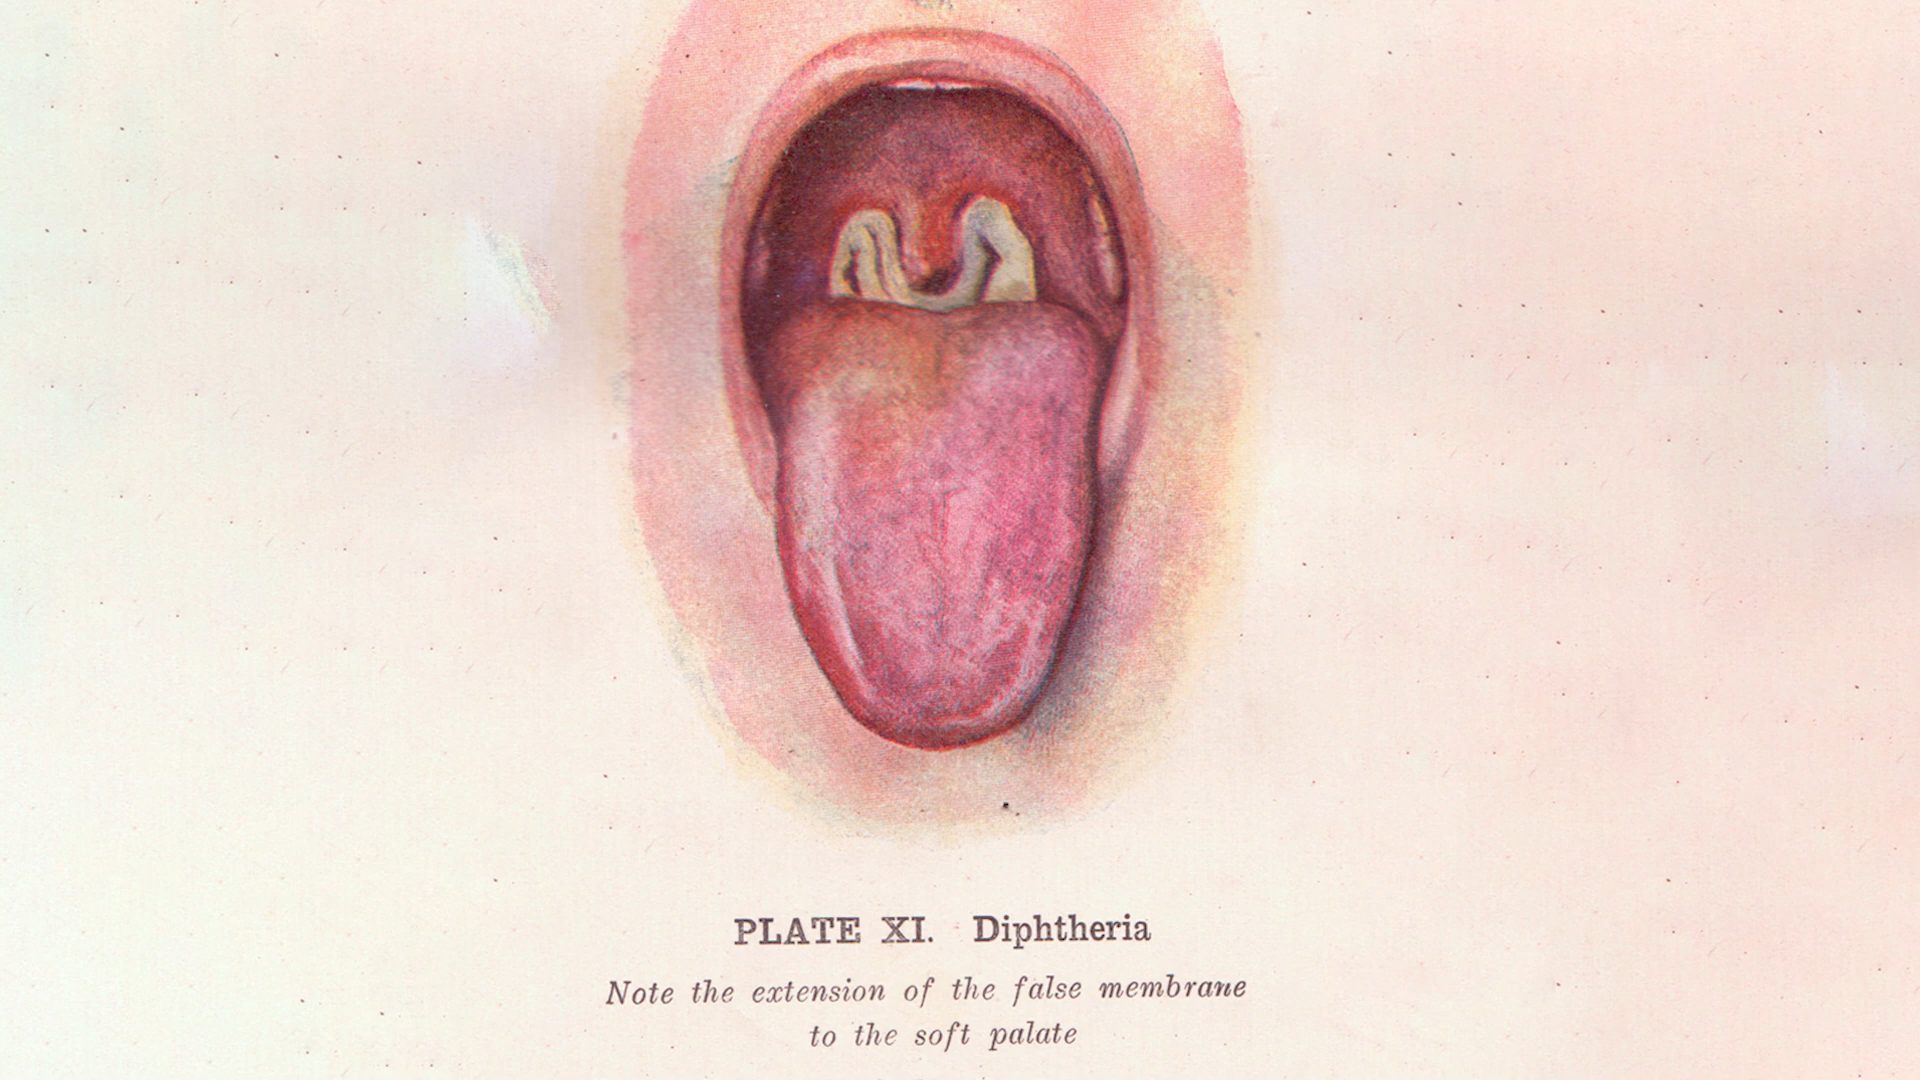 PLATE XI. Diphtheria
Note the extension of the false membrane
to the soft palate